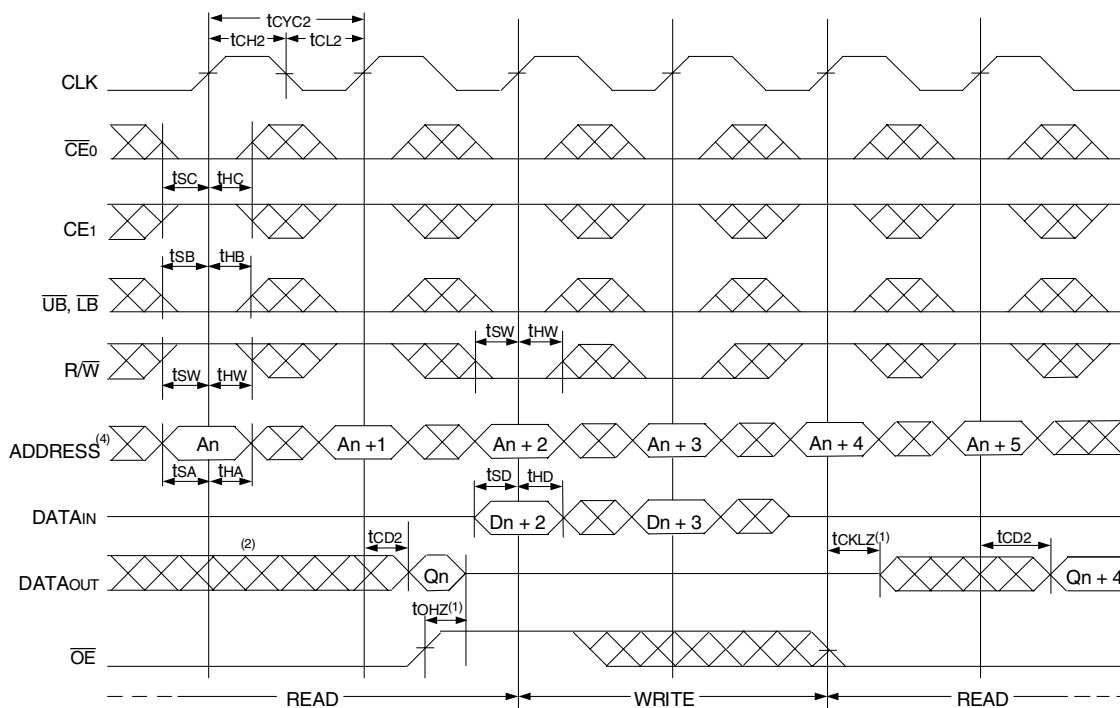 tCYC2
tCH2 tCL2
CLK
CE0
tSC tHC
CE1
tSB tHB
UB, LB
tSW tHW
R/W
tSW tHW
ADDRESS(4) An An +1 An + 2 An + 3 An + 4 An + 5
tSA tHA
tSD tHD
DATAIN Dn + 2 Dn + 3
(2) tCD2 tCKLZ(1) tCD2
DATAOUT Qn Qn + 4
tOHZ(1)
OE
READ WRITE READ